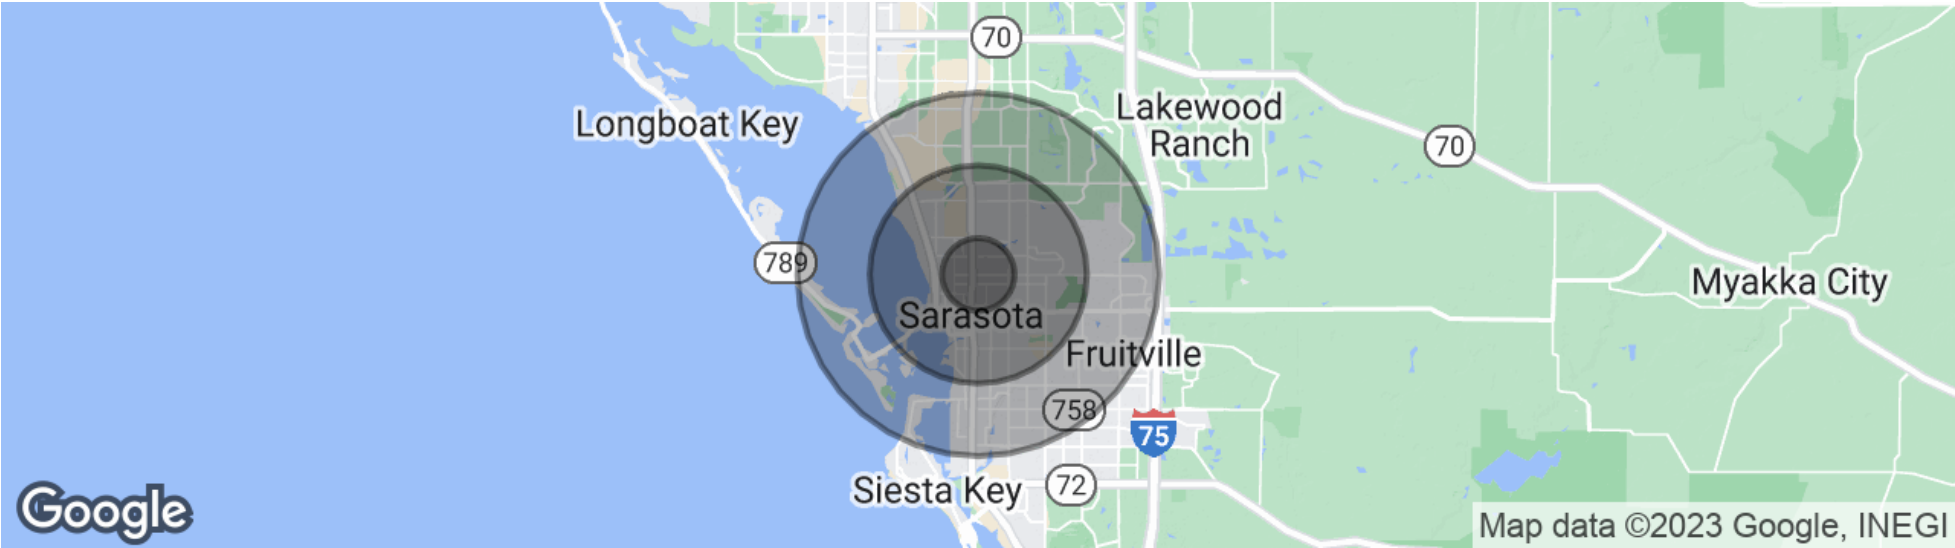 70
Longboat Key
Lakewood
Ranch
70
789
Myakka City
Sarasota
Fruitville
758
75
Siesta Key
72
Google
Map data ©2023 Google, INEGI